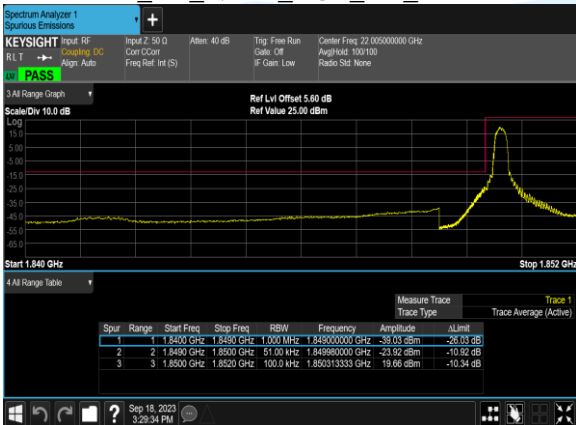 Spectrum Analyzer 1
Spurious Emissions
KEYSIGHT Input: RF Input Z: 50 Ω Atten: 40 dB Trig: Free Run Center Freq: 22.005000000 GHz
RLT Coupling: DC Corr CCorr Gate: Off Avg|Hold: 100/100
Align: Auto Freq Ref: Int (S) IF Gain: Low Radio Std: None
PASS
3 All Range Graph
Ref Lvl Offset 5.60 dB
Scale/Div 10.0 dB Ref Value 25.00 dBm
Log
15.0
5.00
-5.00
-15.0
-25.0
-35.0
-45.0
-55.0
-65.0
Start 1.840 GHz Stop 1.852 GHz
4 All Range Table
Measure Trace Trace 1
Trace Type Trace Average (Active)
Spur Range Start Freq Stop Freq RBW Frequency Amplitude ΔLimit
1 1 1.8400 GHz 1.8490 GHz 1.000 MHz 1.849000000 GHz -39.03 dBm -26.03 dB
2 2 1.8490 GHz 1.8500 GHz 51.00 kHz 1.849980000 GHz -23.92 dBm -10.92 dB
3 3 1.8500 GHz 1.8520 GHz 100.0 kHz 1.850313333 GHz 19.66 dBm -10.34 dB
? Sep 18, 2023
3:29:34 PM